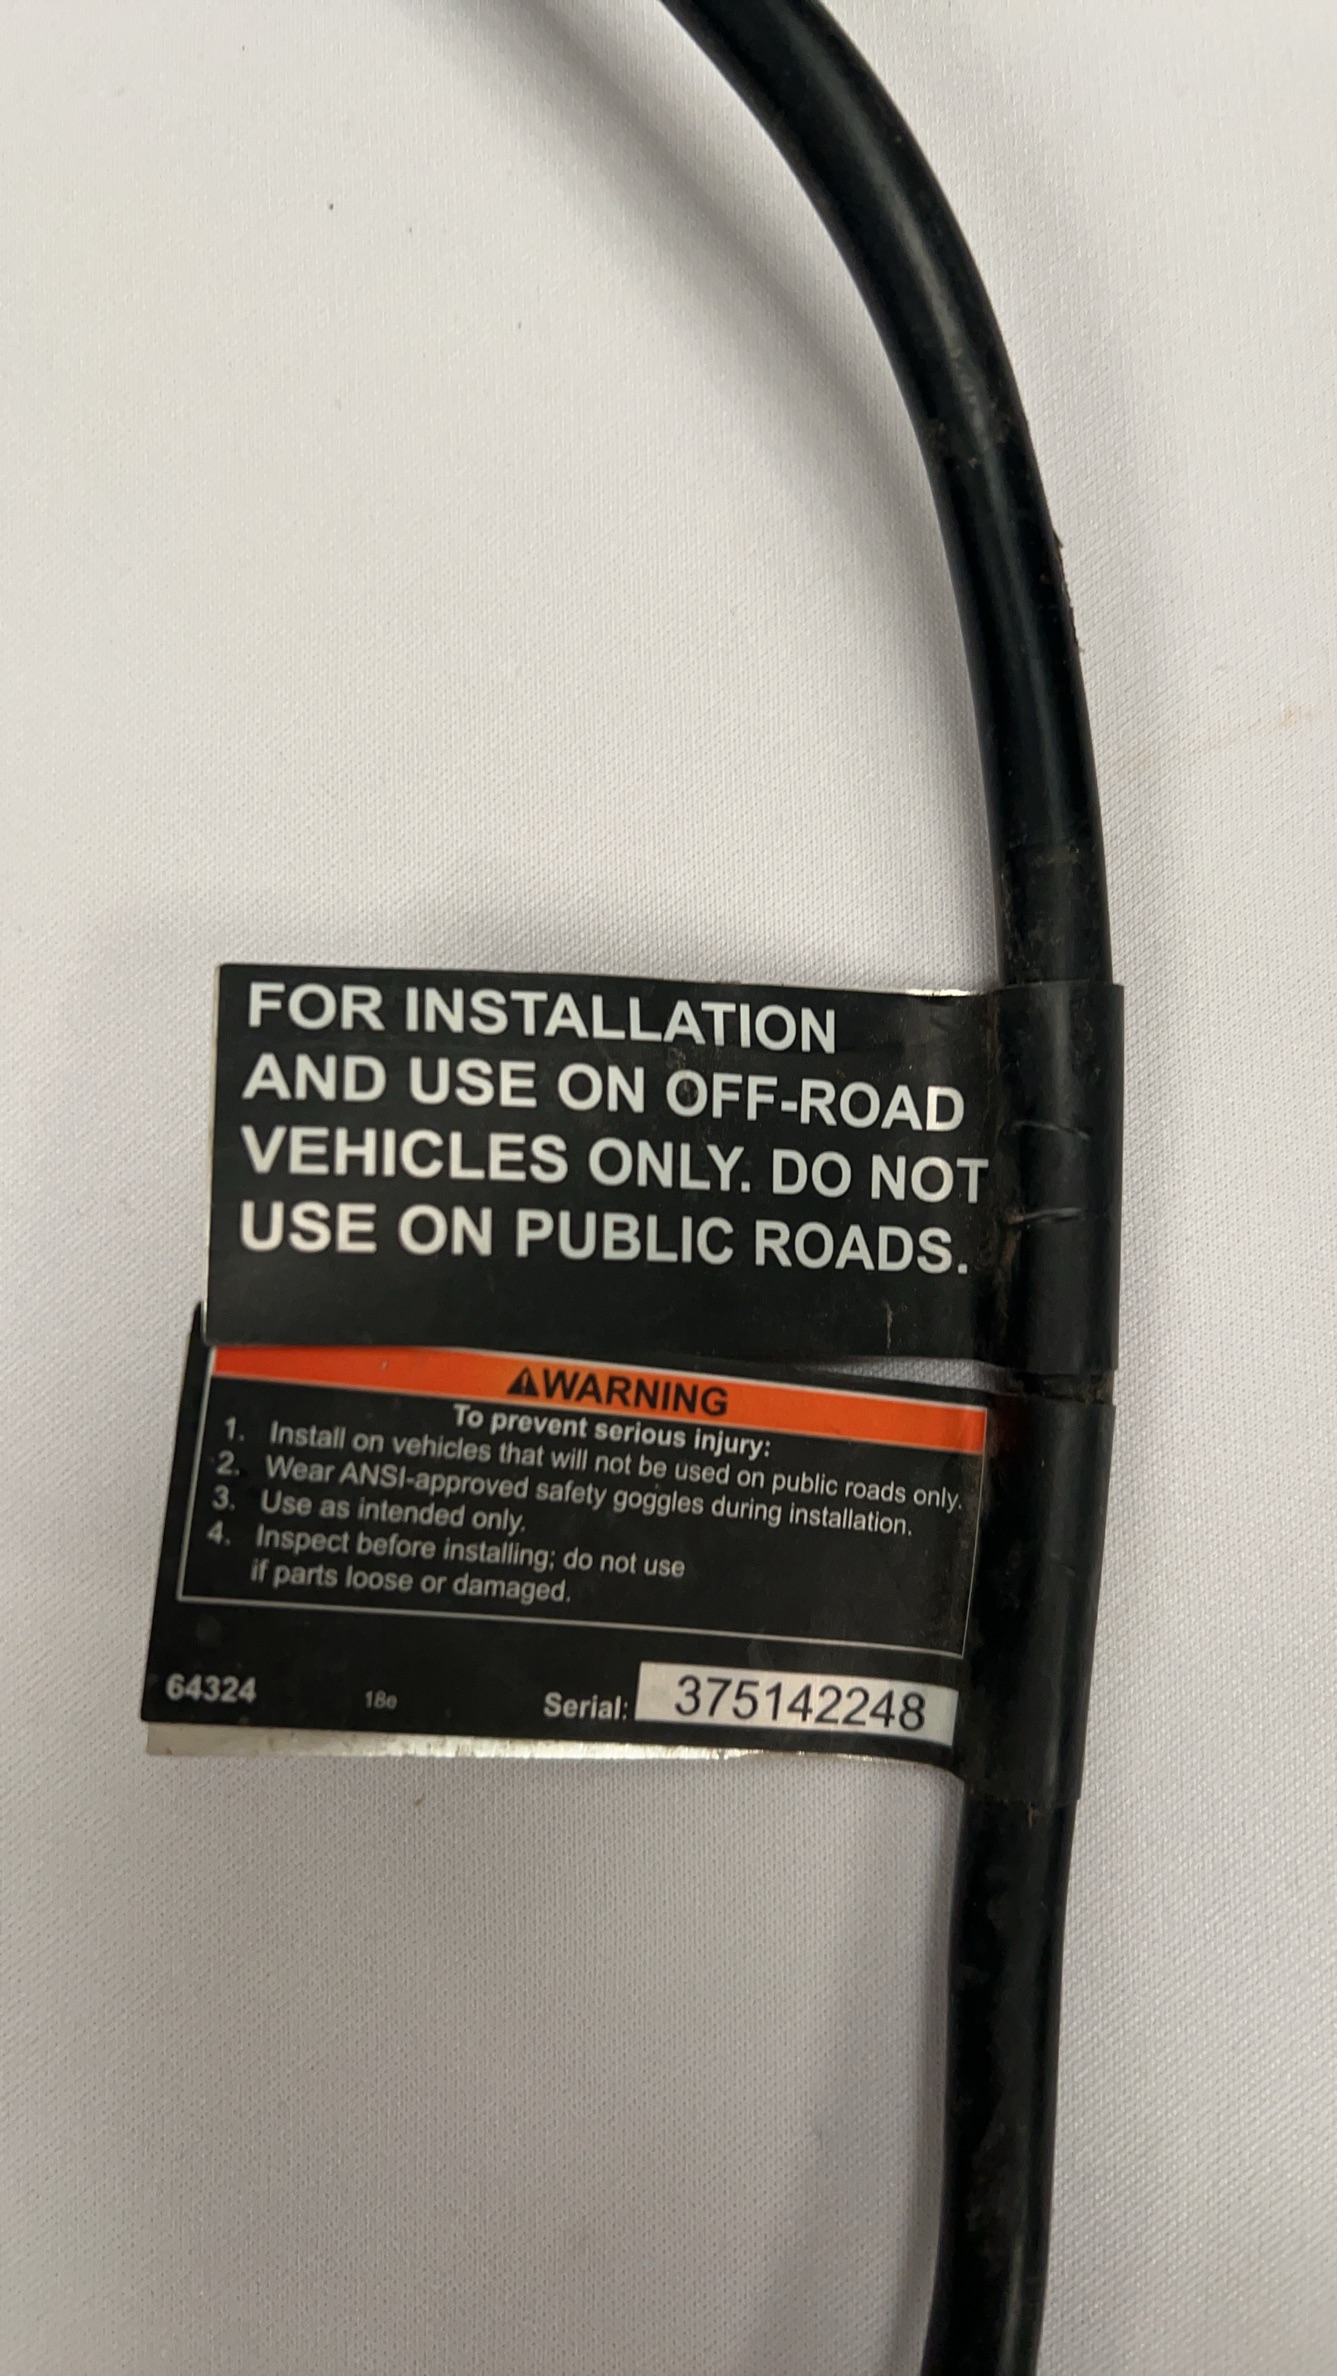 FOR INSTALLATION
AND USE ON OFF-ROAD
VEHICLES ONLY. DO NOT
USE ON PUBLIC ROADS.
⚠WARNING
To prevent serious injury:
1. Install on vehicles that will not be used on public roads only.
2. Wear ANSI-approved safety goggles during installation.
3. Use as intended only.
4. Inspect before installing; do not use
if parts loose or damaged.
64324 18e Serial: 375142248